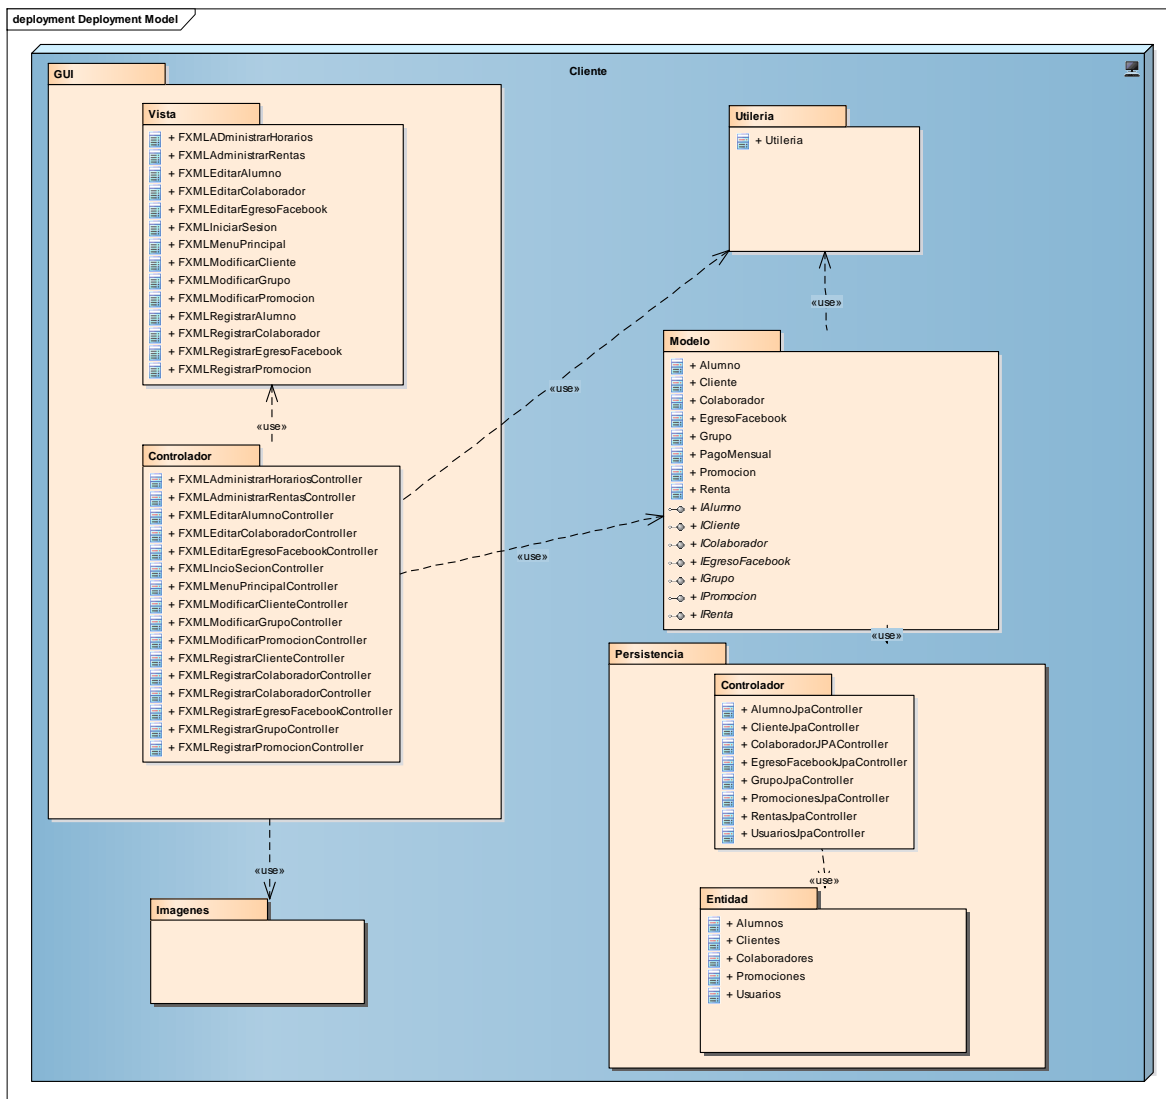 deployment Deployment Model
Cliente
GUI
Vista
+ FXMLADministrarHorarios
+ FXMLAdministrarRentas
+ FXMLEditarAlumno
+ FXMLEditarColaborador
+ FXMLEditarEgresoFacebook
+ FXMLIniciarSesion
+ FXMLMenuPrincipal
+ FXMLModificarCliente
+ FXMLModificarGrupo
+ FXMLModificarPromocion
+ FXMLRegistrarAlumno
+ FXMLRegistrarColaborador
+ FXMLRegistrarEgresoFacebook
+ FXMLRegistrarPromocion
«use»
Controlador
+ FXMLAdministrarHorariosController
+ FXMLAdministrarRentasController
+ FXMLEditarAlumnoController
+ FXMLEditarColaboradorController
+ FXMLEditarEgresoFacebookController
+ FXMLIncioSecionController
+ FXMLMenuPrincipalController
+ FXMLModificarClienteController
+ FXMLModificarGrupoController
+ FXMLModificarPromocionController
+ FXMLRegistrarClienteController
+ FXMLRegistrarColaboradorController
+ FXMLRegistrarColaboradorController
+ FXMLRegistrarEgresoFacebookController
+ FXMLRegistrarGrupoController
+ FXMLRegistrarPromocionController
«use»
Imagenes
«use»
«use»
Utileria
+ Utileria
«use»
Modelo
+ Alumno
+ Cliente
+ Colaborador
+ EgresoFacebook
+ Grupo
+ PagoMensual
+ Promocion
+ Renta
+ IAlumno
+ ICliente
+ IColaborador
+ IEgresoFacebook
+ IGrupo
+ IPromocion
+ IRenta
«use»
Persistencia
Controlador
+ AlumnoJpaController
+ ClienteJpaController
+ ColaboradorJPAController
+ EgresoFacebookJpaController
+ GrupoJpaController
+ PromocionesJpaController
+ RentasJpaController
+ UsuariosJpaController
«use»
Entidad
+ Alumnos
+ Clientes
+ Colaboradores
+ Promociones
+ Usuarios